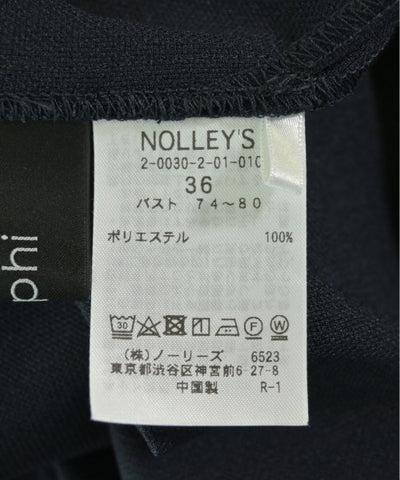 NOLLEY'S
2-0030-2-01-010
36
バスト 74~80
ポリエステル 100%
30
(株)ノーリーズ 6523
東京都渋谷区神宮前6-27-8
中国製 R-1
phi